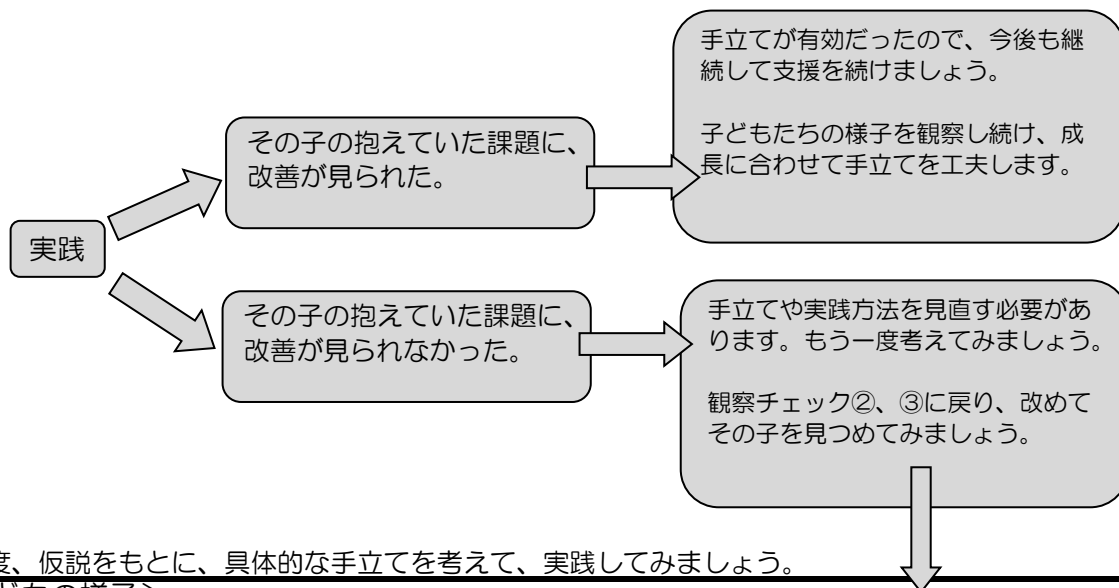 実践
その子の抱えていた課題に、
改善が見られた。
手立てが有効だったので、今後も継
続して支援を続けましょう。
子どもたちの様子を観察し続け、成
長に合わせて手立てを工夫します。
その子の抱えていた課題に、
改善が見られなかった。
手立てや実践方法を見直す必要があ
ります。もう一度考えてみましょう。
観察チェック②、③に戻り、改めて
その子を見つめてみましょう。
度、仮説をもとに、具体的な手立てを考えて、実践してみましょう。